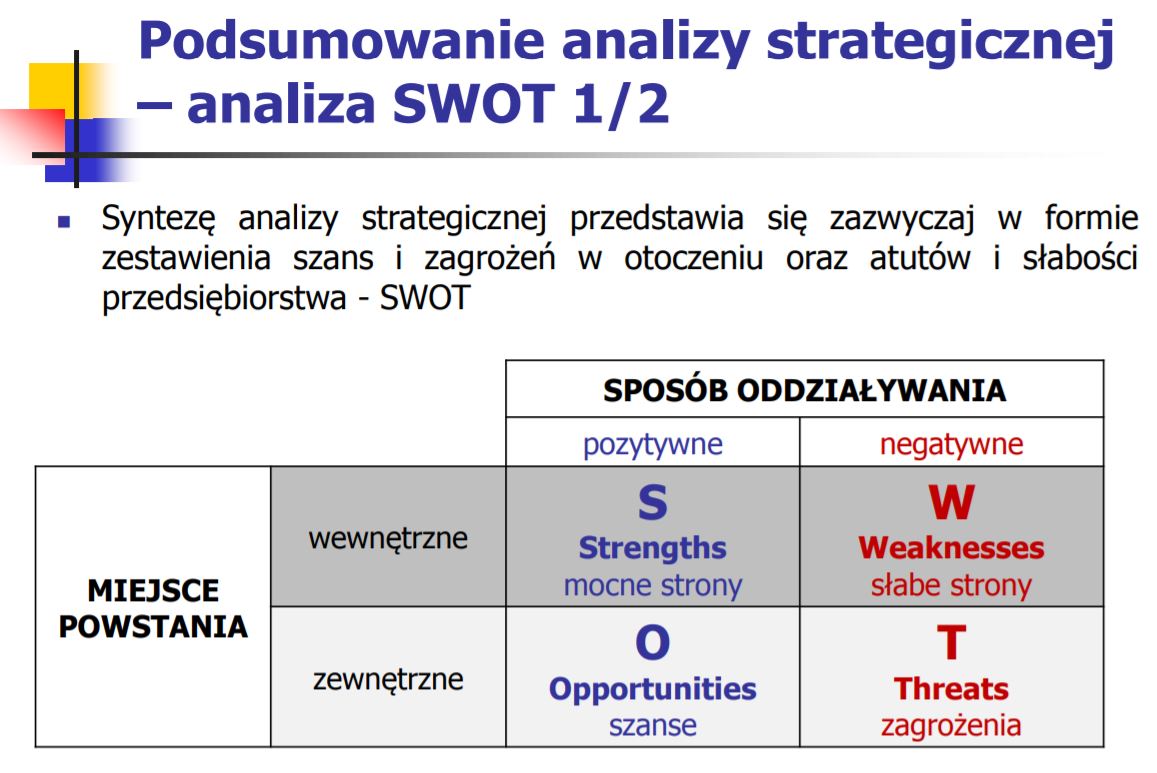 Podsumowanie analizy strategicznej
– analiza SWOT 1/2
Syntezę analizy strategicznej przedstawia się zazwyczaj w formie
zestawienia szans i zagrożeń w otoczeniu oraz atutów i słabości
przedsiębiorstwa - SWOT
SPOSÓB ODDZIAŁYWANIA
pozytywne
negatywne
MIEJSCE
POWSTANIA
wewnętrzne
S
Strengths
mocne strony
W
Weaknesses
słabe strony
zewnętrzne
O
Opportunities
szanse
T
Threats
zagrożenia